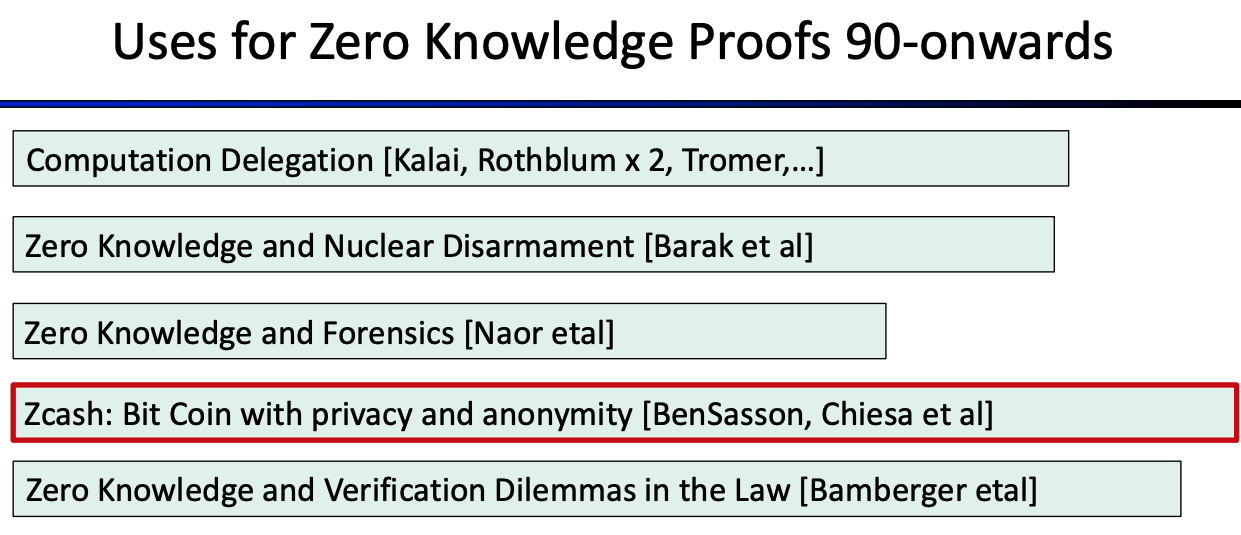 Uses for Zero Knowledge Proofs 90-onwards
Computation Delegation [Kalai, Rothblum x 2, Tromer,...]
Zero Knowledge and Nuclear Disarmament [Barak et al]
Zero Knowledge and Forensics [Naor etal]
Zcash: Bit Coin with privacy and anonymity [BenSasson, Chiesa et al]
Zero Knowledge and Verification Dilemmas in the Law [Bamberger etal]